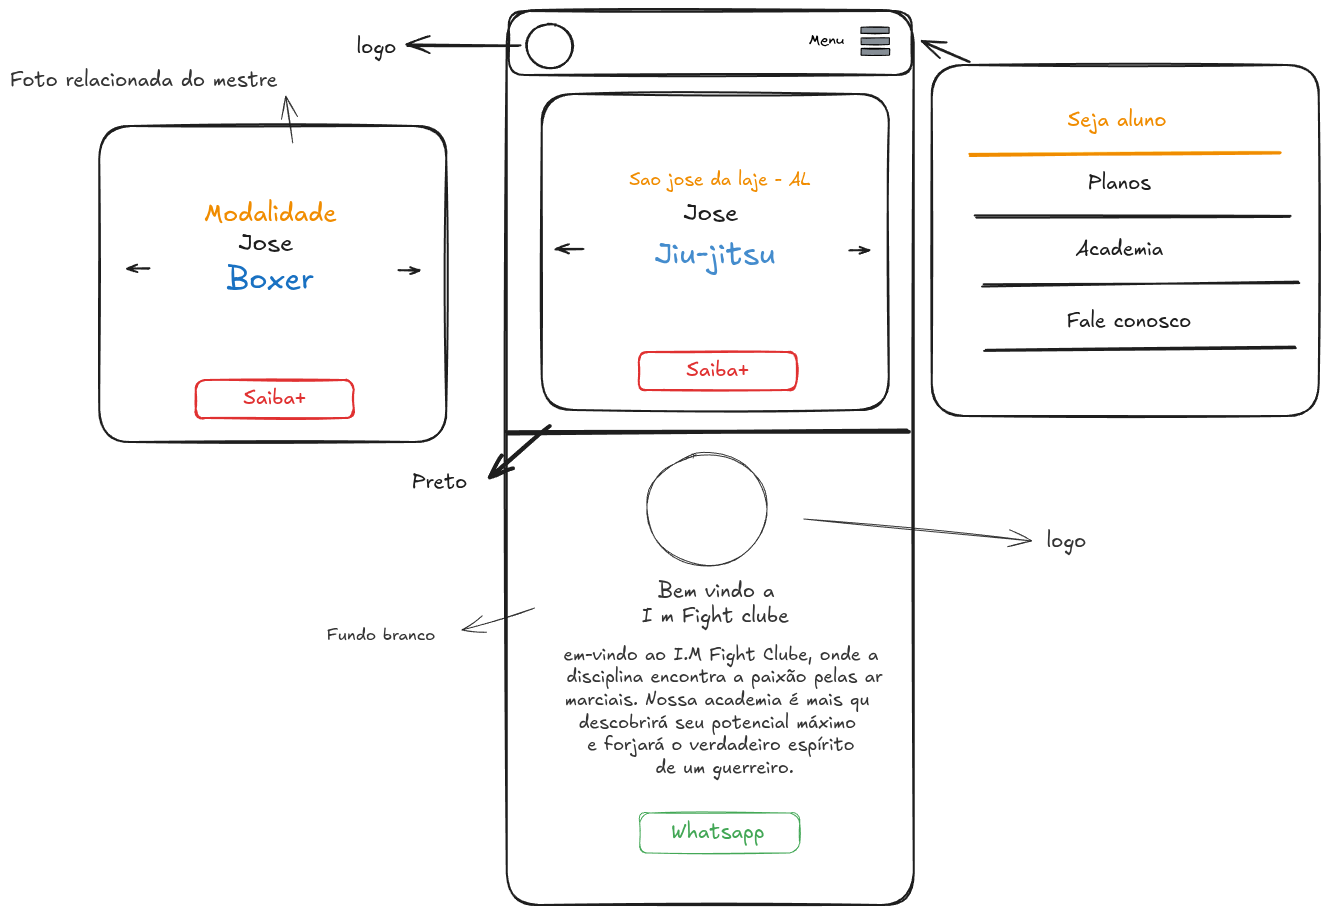 logo
Menu
Foto relacionada do mestre
Modalidade
Jose
Boxer
Saiba+
Sao jose da laje - AL
Jose
Jiu-jitsu
Saiba+
Seja aluno
Planos
Academia
Fale conosco
Preto
logo
Bem vindo a
I m Fight clube
Fundo branco
em-vindo ao I.M Fight Clube, onde a
disciplina encontra a paixão pelas ar
marciais. Nossa academia é mais qu
descobrirá seu potencial máximo
e forjará o verdadeiro espírito
de um guerreiro.
Whatsapp